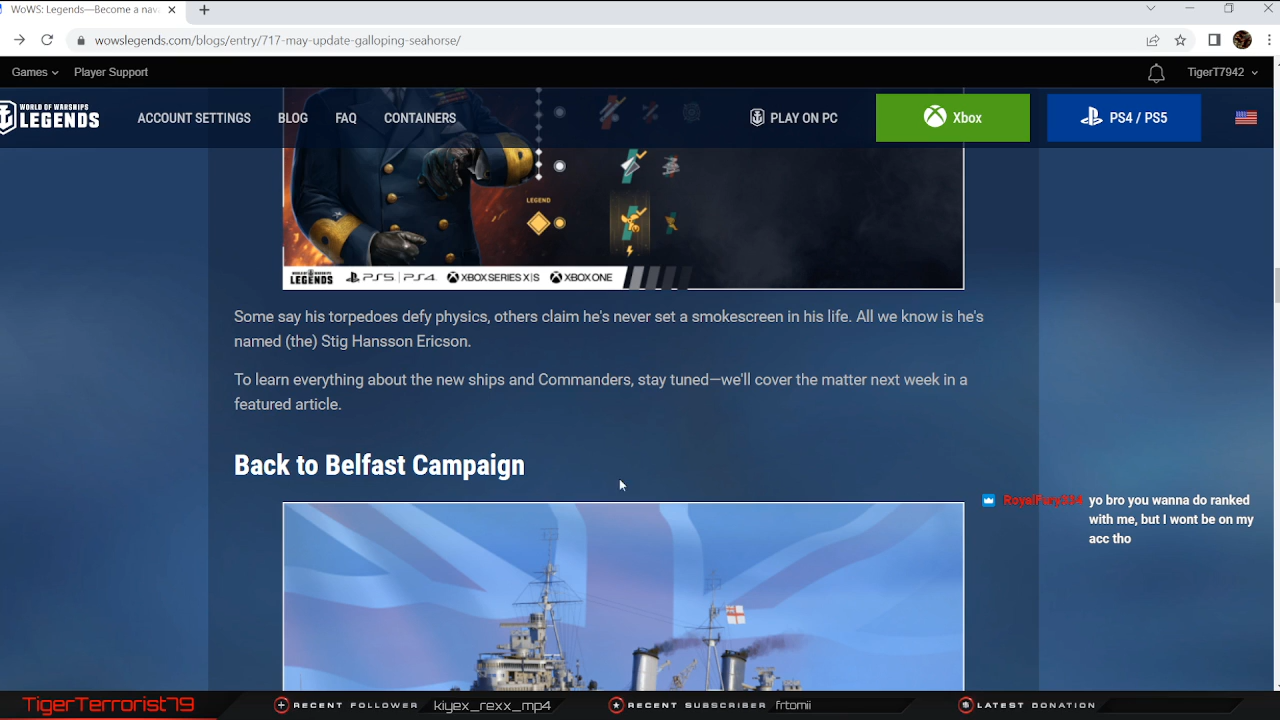 WoWS: Legends—Become a nav
wowslegends.com/blogs/entry/717-may-update-galloping-seahorse/
Games Player Support
TigerT7942
WORLD OF WARSHIPS
LEGENDS
ACCOUNT SETTINGS BLOG FAQ CONTAINERS
PLAY ON PC
Xbox
PS4 / PS5
LEGEND
WORLD OF WARSHIPS
LEGENDS
PS5 | PS4 XBOX SERIES X|S XBOX ONE
Some say his torpedoes defy physics, others claim he's never set a smokescreen in his life. All we know is he's
named (the) Stig Hansson Ericson.
To learn everything about the new ships and Commanders, stay tuned—we'll cover the matter next week in a
featured article.
Back to Belfast Campaign
yo bro you wanna do ranked
with me, but I wont be on my
acc tho
TigerTerrorist79
RECENT FOLLOWER kiyex_rexx_mp4
RECENT SUBSCRIBER frtomii
LATEST DONATION